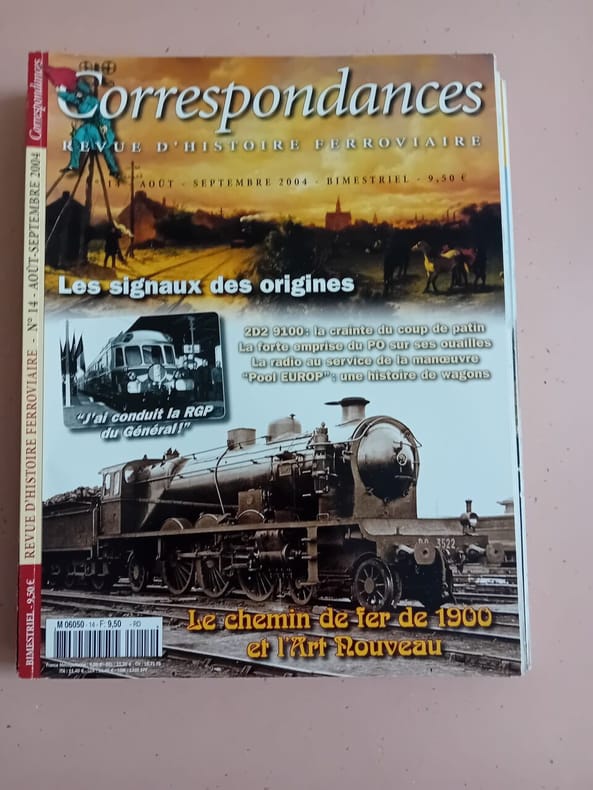 Correspondances
REVUE D'HISTOIRE FERROVIAIRE
AOÛT - SEPTEMBRE 2004 - BIMESTRIEL - 9,50 €
Les signaux des origines
2D2 9100 : la crainte du coup de patin
La forte emprise du PO sur ses ouailles
La radio au service de la manœuvre
"Pool EUROP" : une histoire de wagons
"J'ai conduit la RGP
du Général !"
3522
Le chemin de fer de 1900
et l'Art Nouveau
M 06050 - 14 - F: 9,50 - RD
Correspondances
REVUE D'HISTOIRE FERROVIAIRE - N° 14 - AOÛT-SEPTEMBRE 2004
BIMESTRIEL - 9,50 €